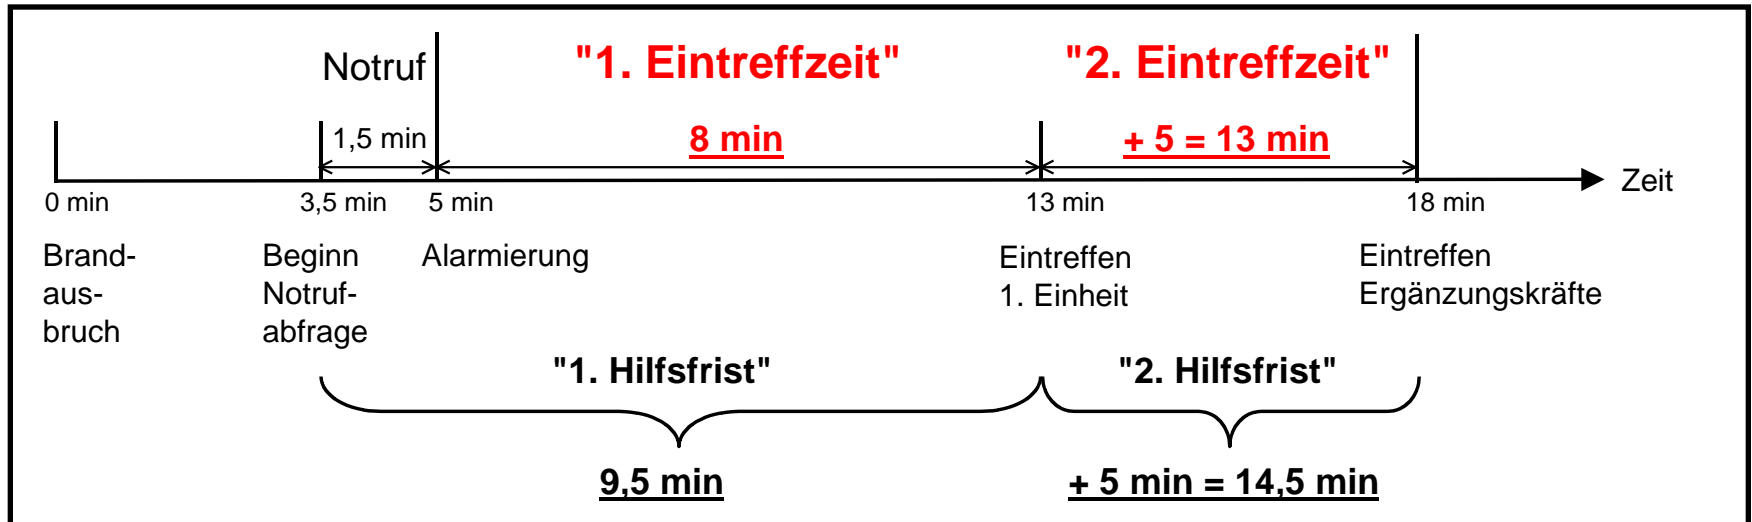 Notruf
"1. Eintreffzeit"
"2. Eintreffzeit"
1,5 min
8 min
+ 5 = 13 min
Zeit
0 min
3,5 min
5 min
13 min
18 min
Brand-
aus-
bruch
Beginn
Notruf-
abfrage
Alarmierung
Eintreffen
1. Einheit
Eintreffen
Ergänzungskräfte
"1. Hilfsfrist"
"2. Hilfsfrist"
9,5 min
+ 5 min = 14,5 min